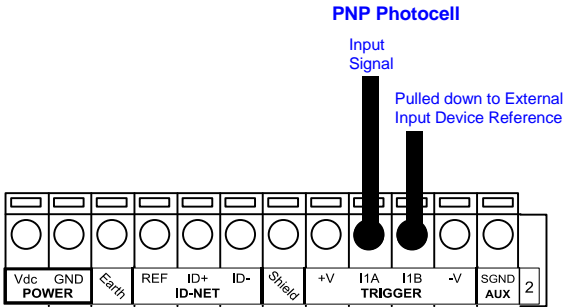 PNP Photocell
Input
Signal
Pulled down to External
Input Device Reference
Vdc GND Earth REF ID+ ID- Shield +V I1A I1B -V SGND 2
POWER ID-NET TRIGGER AUX